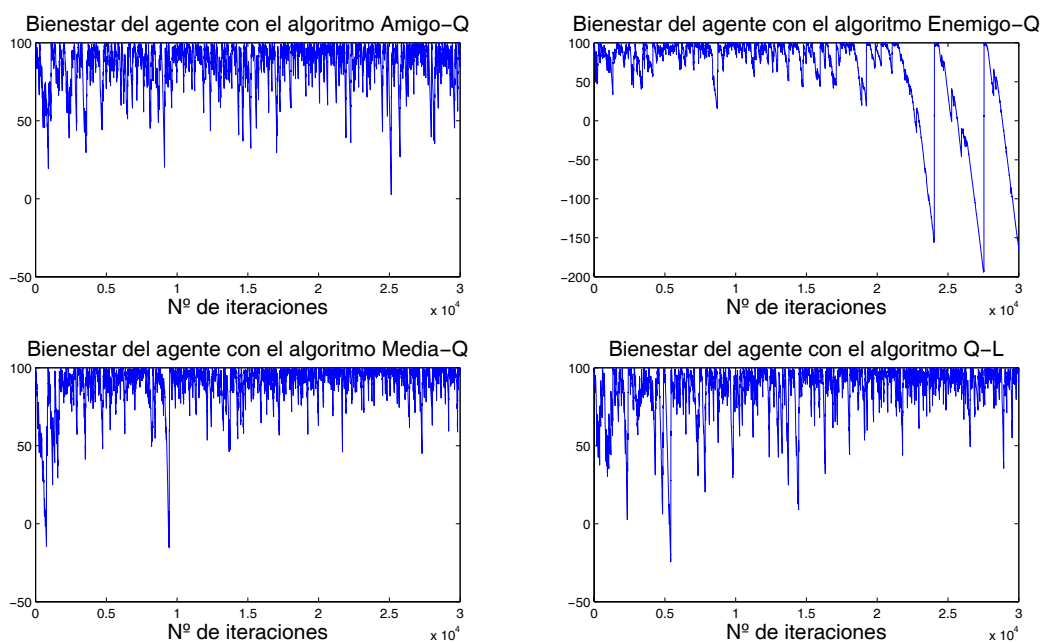 Bienestar del agente con el algoritmo Amigo−Q
100
50
0
−50
0 0.5 1 1.5 2 2.5 3
x 10^4
Nº de iteraciones
Bienestar del agente con el algoritmo Enemigo−Q
100
50
0
−50
−100
−150
−200
0 0.5 1 1.5 2 2.5 3
x 10^4
Nº de iteraciones
Bienestar del agente con el algoritmo Media−Q
100
50
0
−50
0 0.5 1 1.5 2 2.5 3
x 10^4
Nº de iteraciones
Bienestar del agente con el algoritmo Q−L
100
50
0
−50
0 0.5 1 1.5 2 2.5 3
x 10^4
Nº de iteraciones